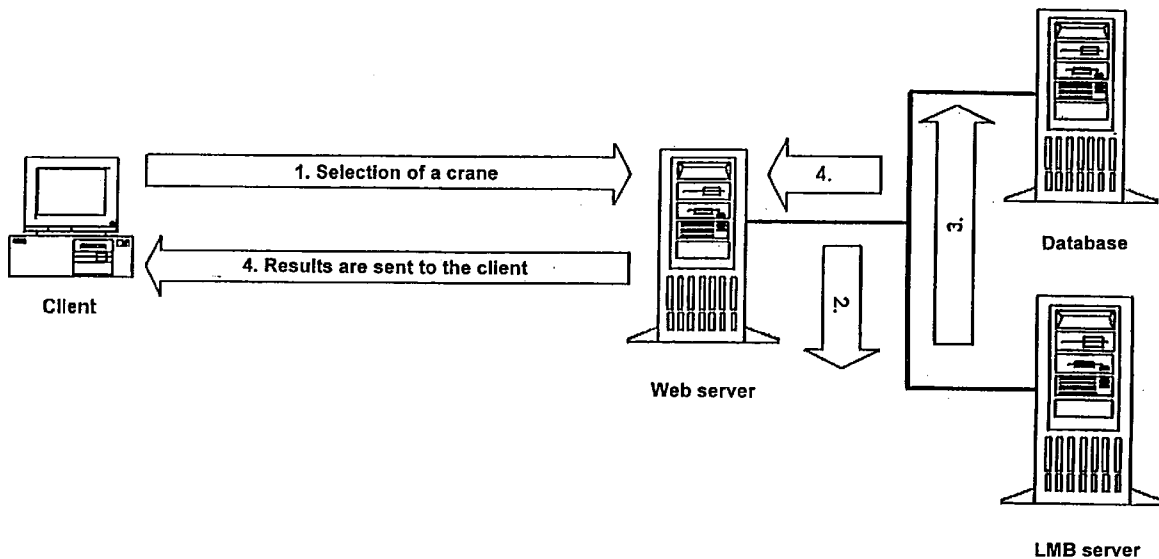 1. Selection of a crane
4.
3.
Database
4. Results are sent to the client
Client
2.
Web server
LMB server